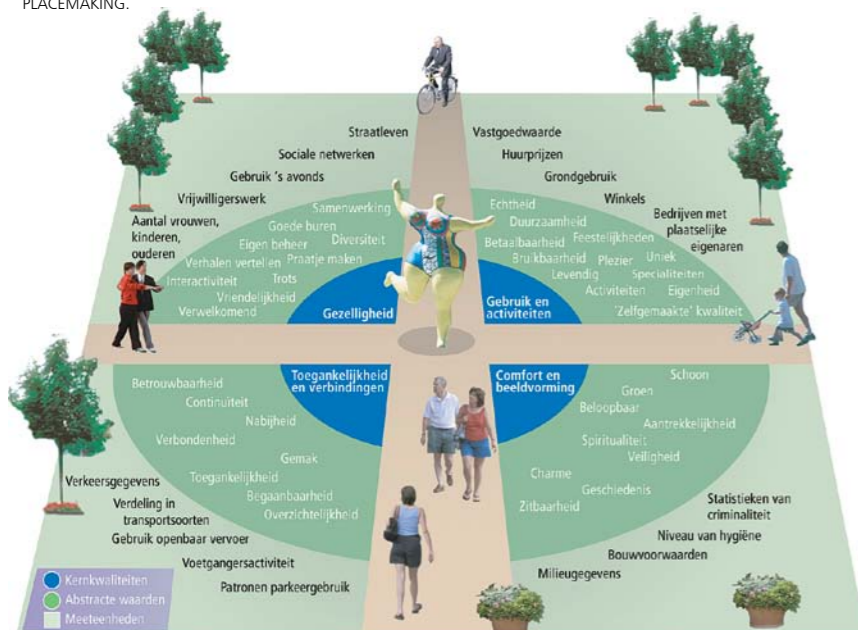 PLACEMAKING.
Straatleven
Sociale netwerken
Gebruik 's avonds
Vrijwilligerswerk
Aantal vrouwen,
kinderen,
ouderen
Samenwerking
Goede buren
Eigen beheer
Diversiteit
Verhalen vertellen
Praatje maken
Interactiviteit
Trots
Vriendelijkheid
Verwelkomend
Gezelligheid
Vastgoedwaarde
Huurprijzen
Grondgebruik
Winkels
Bedrijven met
plaatselijke
eigenaren
Echtheid
Duurzaamheid
Betaalbaarheid
Feestelijkheden
Bruikbaarheid
Plezier
Uniek
Levendig
Specialiteiten
Activiteiten
Eigenheid
'Zelfgemaakte' kwaliteit
Gebruik en
activiteiten
Toegankelijkheid
en verbindingen
Betrouwbaarheid
Continuïteit
Nabijheid
Verbondenheid
Gemak
Toegankelijkheid
Begaanbaarheid
Overzichtelijkheid
Verkeersgegevens
Verdeling in
transportsoorten
Gebruik openbaar vervoer
Voetgangersactiviteit
Patronen parkeergebruik
Comfort en
beeldvorming
Schoon
Groen
Beloopbaar
Aantrekkelijkheid
Spiritualiteit
Veiligheid
Charme
Geschiedenis
Zitbaarheid
Statistieken van
criminaliteit
Niveau van hygiëne
Bouwvoorwaarden
Milieugegevens
Kernkwaliteiten
Abstracte waarden
Meeteenheden